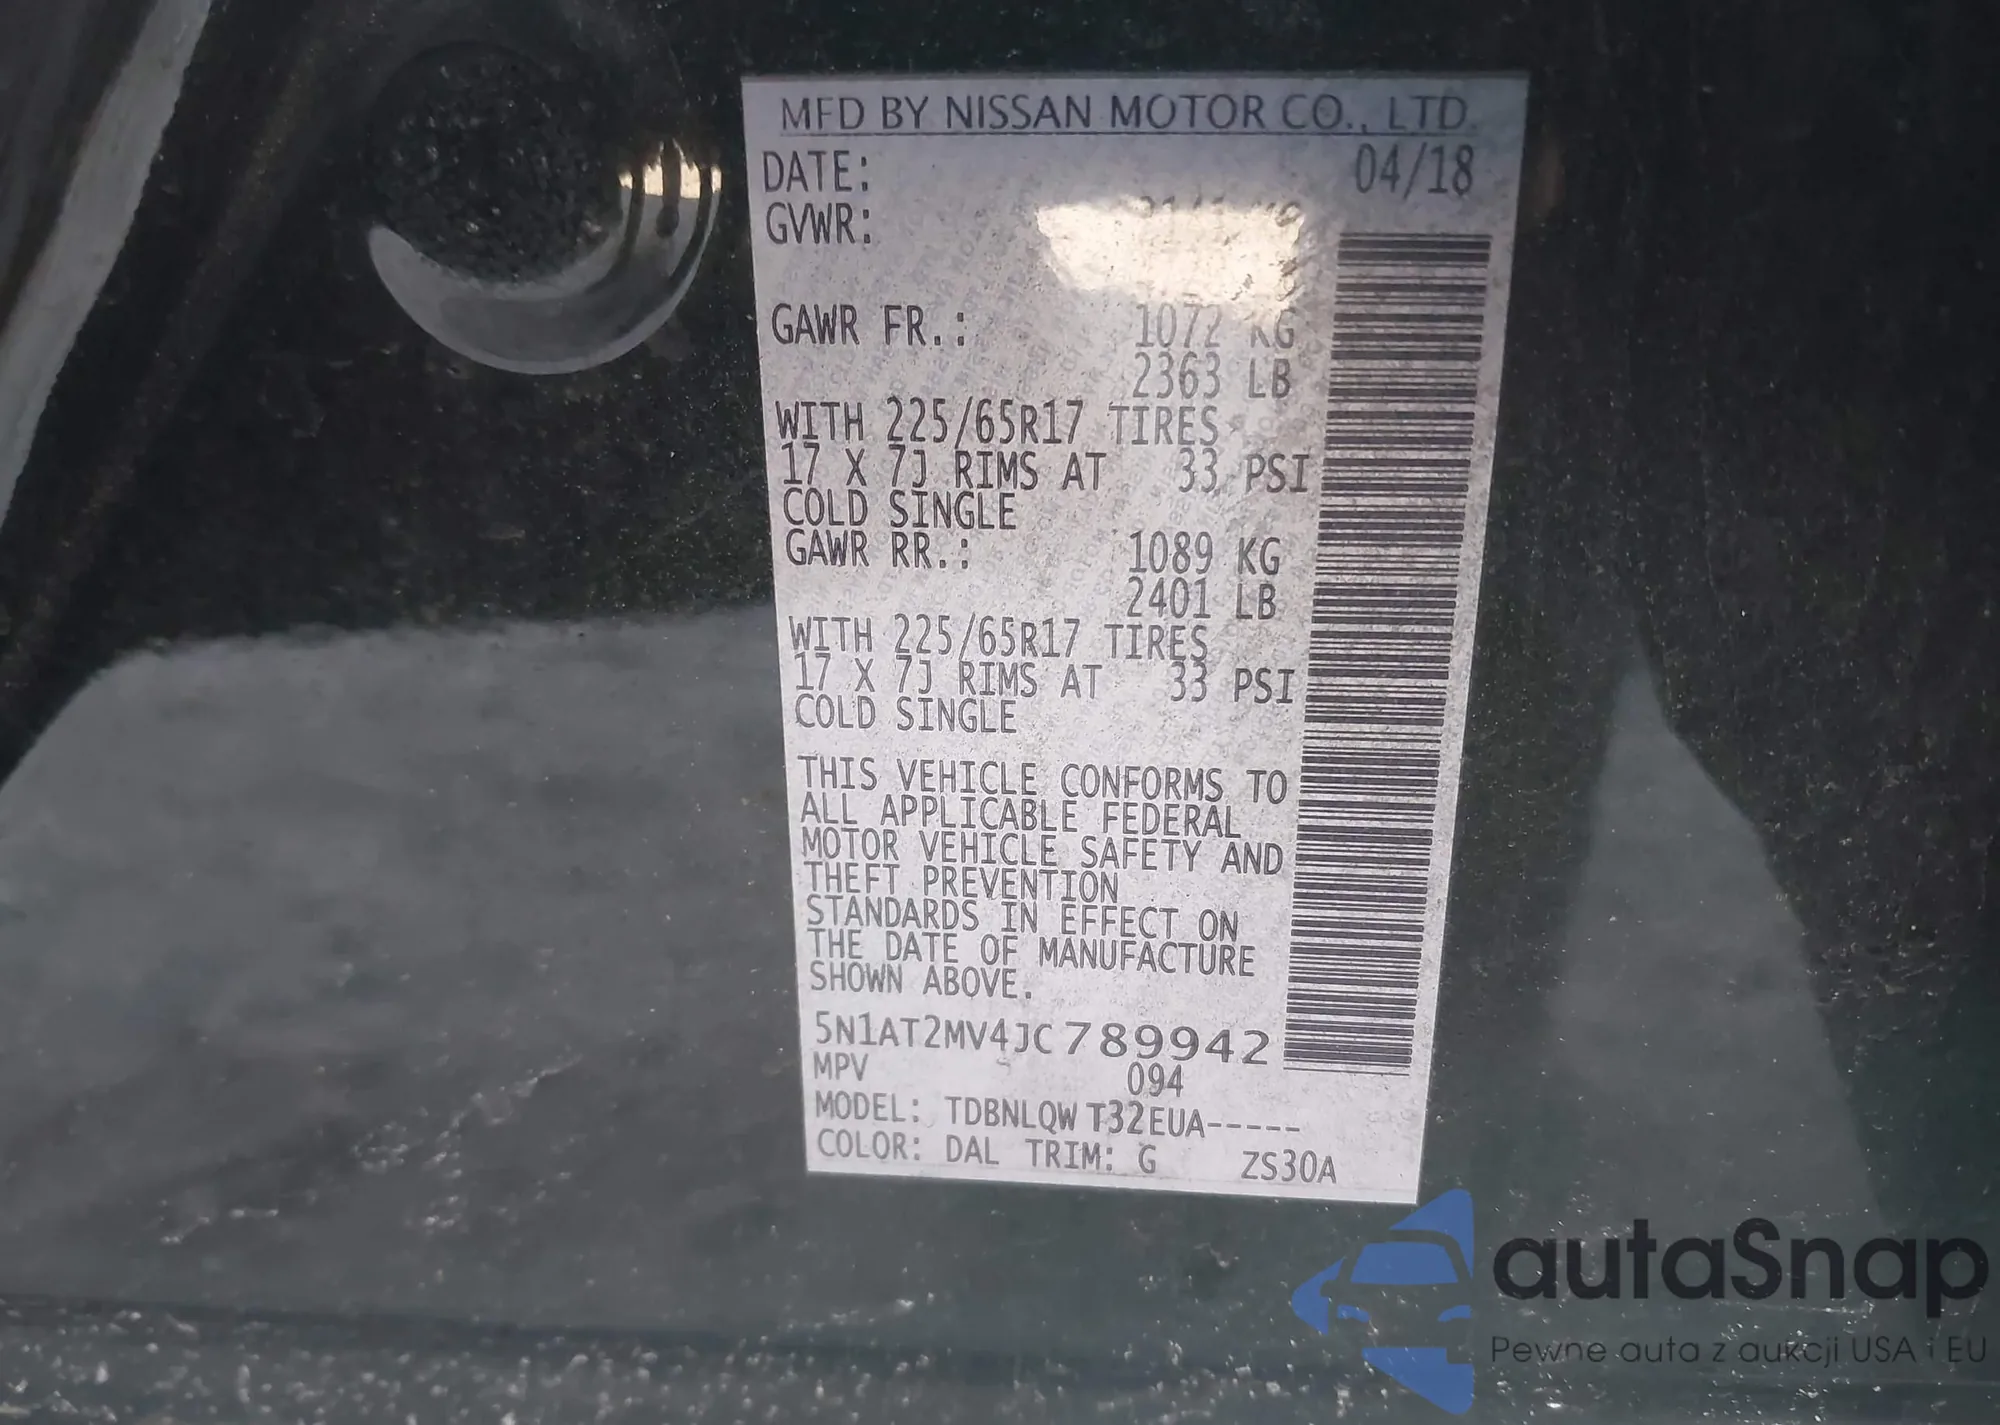 MFD BY NISSAN MOTOR CO., LTD.
DATE: 04/18
GVWR:
GAWR FR.: 1072 KG
2363 LB
WITH 225/65R17 TIRES
17 X 7J RIMS AT 33 PSI
COLD SINGLE
GAWR RR.: 1089 KG
2401 LB
WITH 225/65R17 TIRES
17 X 7J RIMS AT 33 PSI
COLD SINGLE
THIS VEHICLE CONFORMS TO
ALL APPLICABLE FEDERAL
MOTOR VEHICLE SAFETY AND
THEFT PREVENTION
STANDARDS IN EFFECT ON
THE DATE OF MANUFACTURE
SHOWN ABOVE.
5N1AT2MV4JC789942
MPV 094
MODEL: TDBNLQW T32EUA-----
COLOR: DAL TRIM: G ZS30A
autaSnap
Pewne auta z aukcji USA i EU